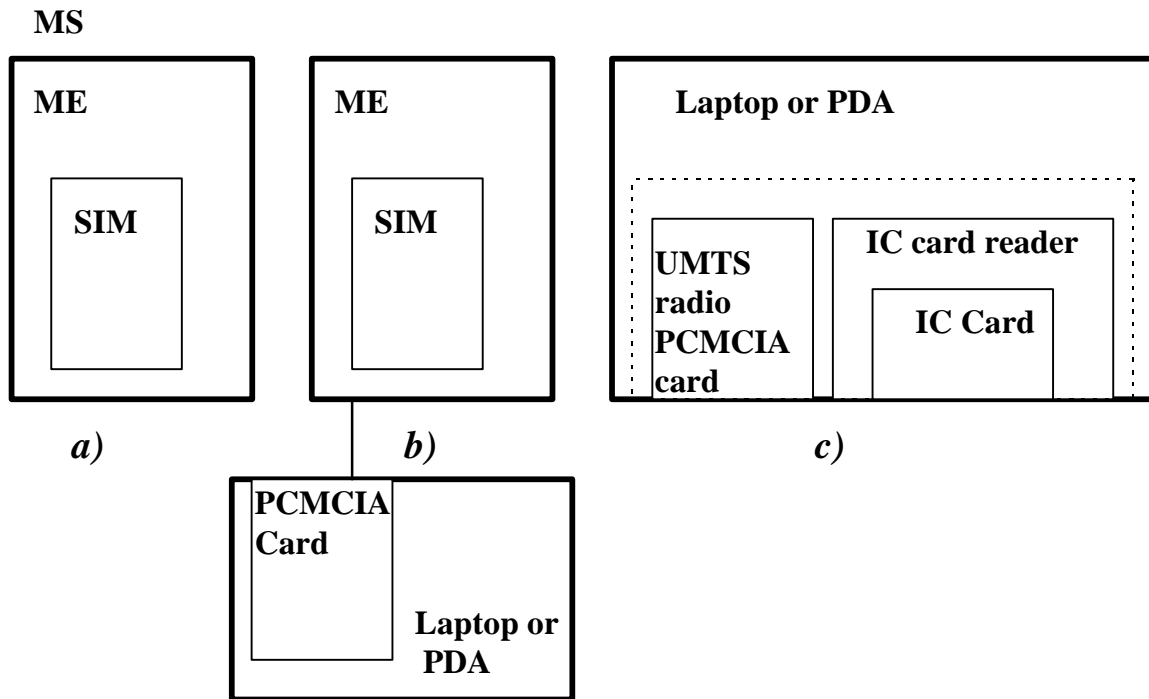 MS
ME
SIM
a)
ME
SIM
b)
PCMCIA
Card
Laptop or
PDA
Laptop or PDA
UMTS
radio
PCMCIA
card
IC card reader
IC Card
c)